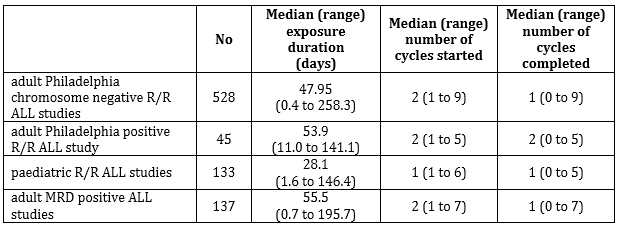 No
Median (range)
exposure
duration
(days)
Median (range)
number of
cycles started
Median (range)
number of
cycles
completed
adult Philadelphia
chromosome negative R/R
ALL studies
528
47.95
(0.4 to 258.3)
2 (1 to 9)
1 (0 to 9)
adult Philadelphia positive
R/R ALL study
45
53.9
(11.0 to 141.1)
2 (1 to 5)
2 (0 to 5)
paediatric R/R ALL studies
133
28.1
(1.6 to 146.4)
1 (1 to 6)
1 (0 to 5)
adult MRD positive ALL
studies
137
55.5
(0.7 to 195.7)
2 (1 to 7)
1 (0 to 7)